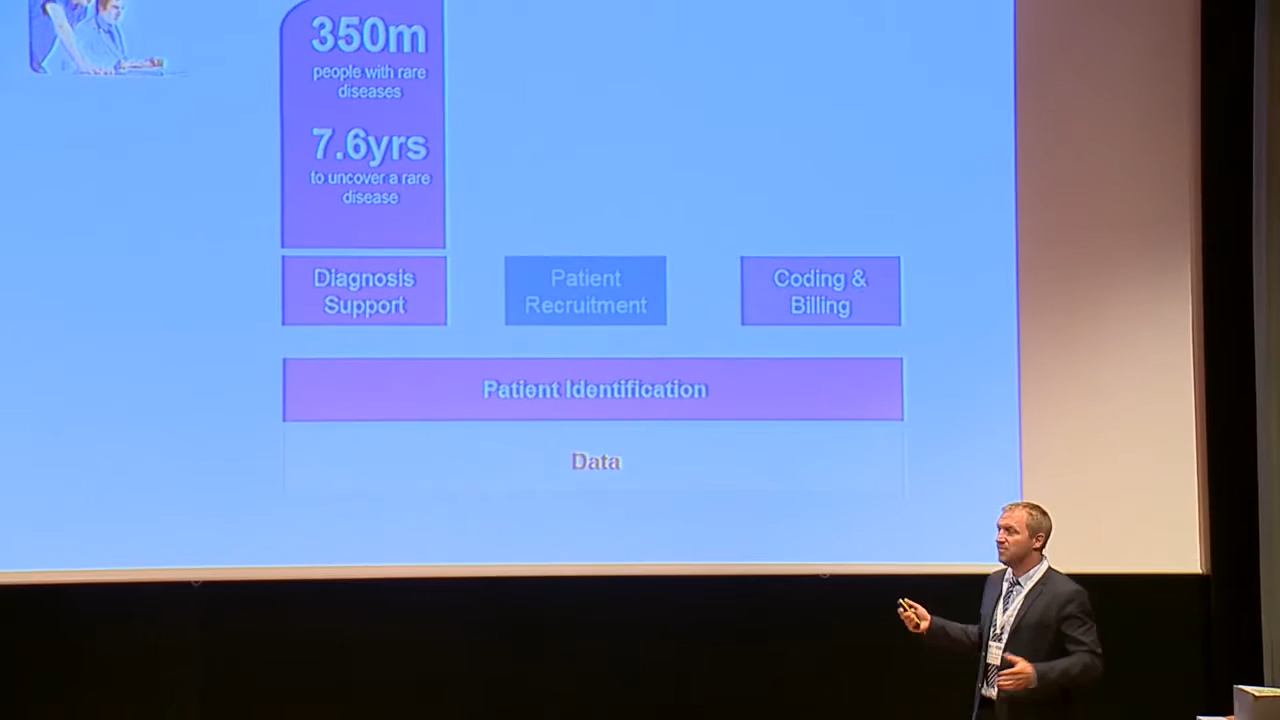 350m
people with rare
diseases
7.6yrs
to uncover a rare
disease
Diagnosis
Support
Patient
Recruitment
Coding &
Billing
Patient Identification
Data